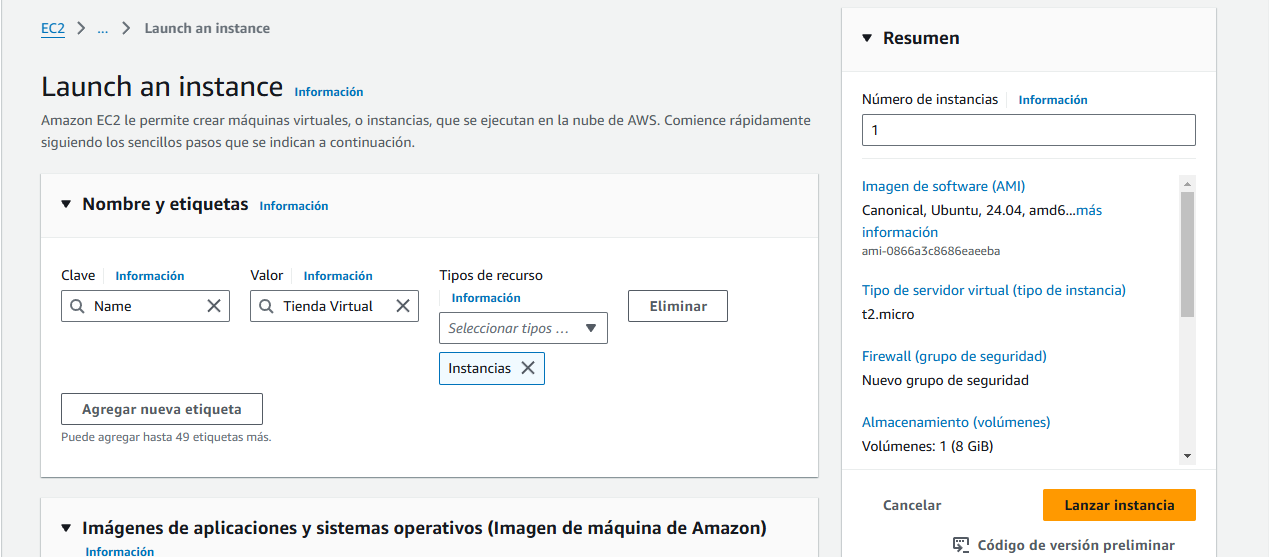 EC2 > ... > Launch an instance
Launch an instance Información
Amazon EC2 le permite crear máquinas virtuales, o instancias, que se ejecutan en la nube de AWS. Comience rápidamente
siguiendo los sencillos pasos que se indican a continuación.
Nombre y etiquetas Información
Clave Información
Name
Valor Información
Tienda Virtual
Tipos de recurso
Información
Seleccionar tipos ...
Instancias
Eliminar
Agregar nueva etiqueta
Puede agregar hasta 49 etiquetas más.
Imágenes de aplicaciones y sistemas operativos (Imagen de máquina de Amazon)
Información
Resumen
Número de instancias Información
1
Imagen de software (AMI)
Canonical, Ubuntu, 24.04, amd6...más
información
ami-0866a3c8686eaeeba
Tipo de servidor virtual (tipo de instancia)
t2.micro
Firewall (grupo de seguridad)
Nuevo grupo de seguridad
Almacenamiento (volúmenes)
Volúmenes: 1 (8 GiB)
Cancelar
Lanzar instancia
Código de versión preliminar